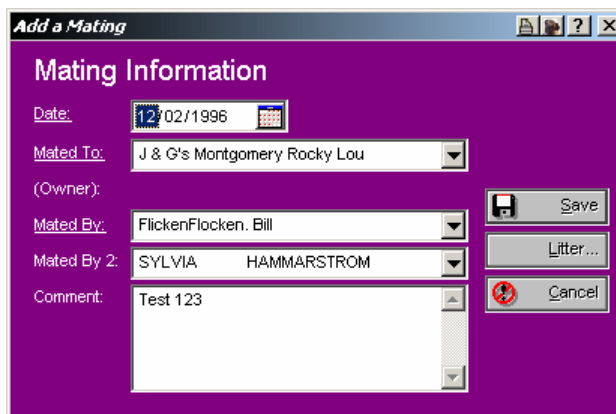 Add a Mating
?
X
Mating Information
Date: 12/02/1996
Mated To: J & G's Montgomery Rocky Lou
(Owner):
Mated By: FlickenFlocken. Bill
Save
Mated By 2: SYLVIA HAMMARSTROM
Litter...
Comment: Test 123
Cancel